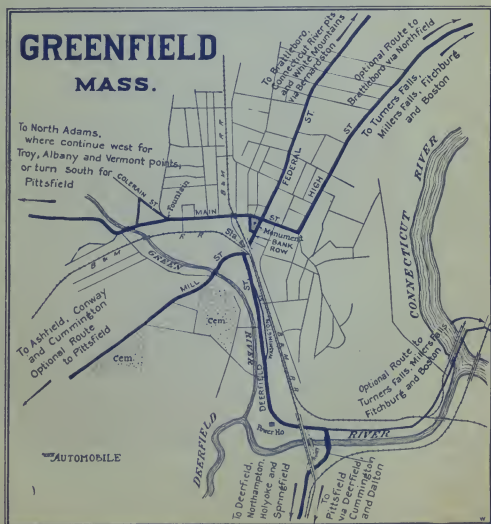 GREENFIELD
MASS.
To Brattleboro,
Connecticut River pts
and White Mountains
via Bernardston
Optional Route to
Brattleboro via Northfield
To Turners Falls,
Millers Falls, Fitchburg
and Boston
To North Adams,
where continue west for
Troy, Albany and Vermont points,
or turn south for
Pittsfield
COLERAIN ST
Fountain
MAIN
ST
FEDERAL
ST
HIGH
ST
R R
B & M
Monument
BANK
ROW
Sta.
B & M
R R
GREEN
RIVER
MILL
ST
Cem.
Cem.
To Ashfield, Conway
and Cummington
Optional Route
to Pittsfield
DEERFIELD
ST
CONNECTICUT RIVER
Optional Route to
Turners Falls, Millers Falls
Fitchburg and Boston
Power Ho.
DEERFIELD
RIVER
AUTOMOBILE
To Deerfield,
Northampton,
Holyoke and
Springfield
To
Pittsfield
via Deerfield,
Cummington
and Dalton
W